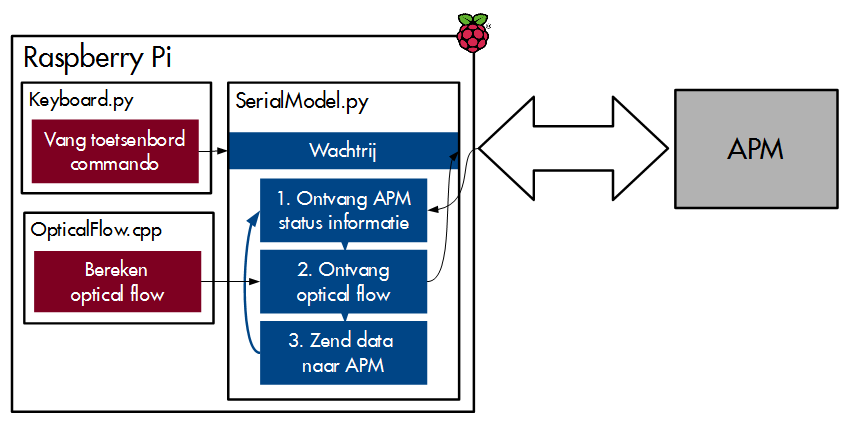 Raspberry Pi
Keyboard.py
Vang toetsenbord
commando
OpticalFlow.cpp
Bereken
optical flow
SerialModel.py
Wachtrij
1. Ontvang APM
status informatie
2. Ontvang
optical flow
3. Zend data
naar APM
APM